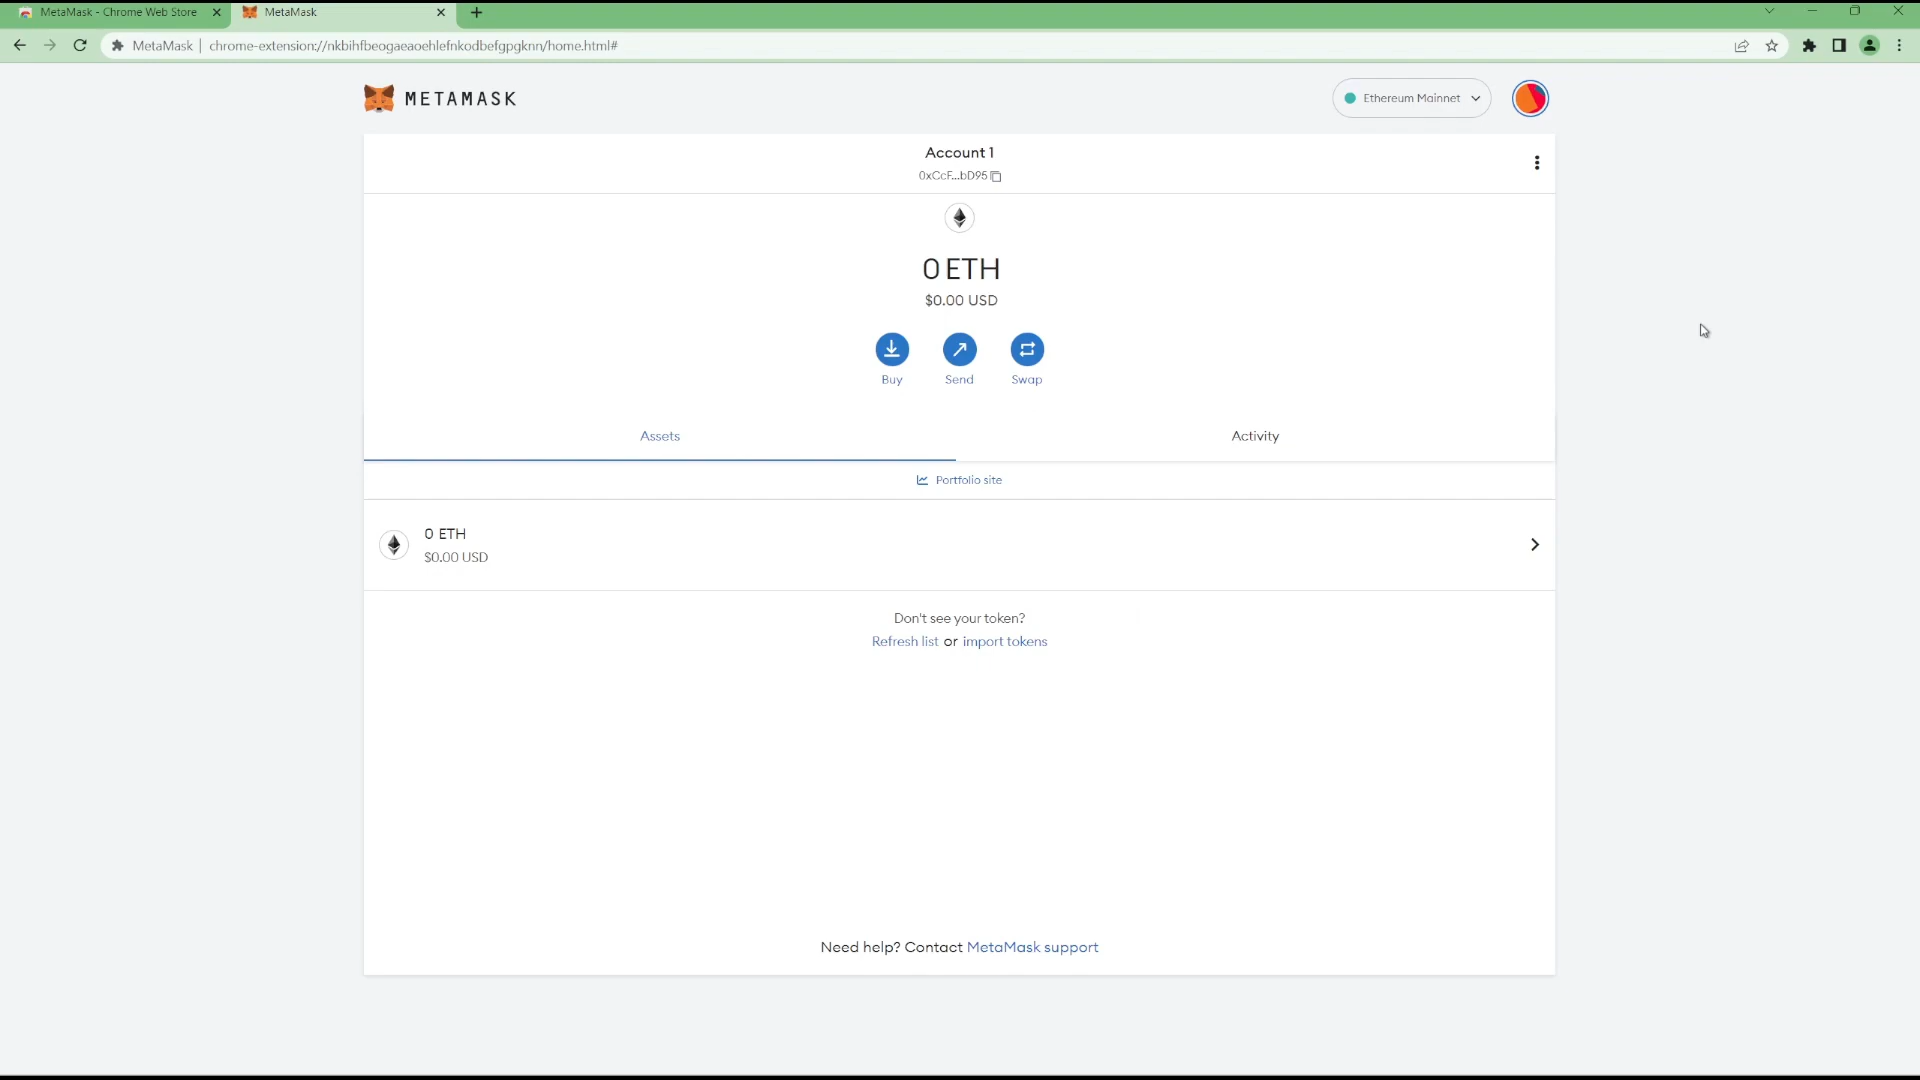 MetaMask - Chrome Web Store
MetaMask
MetaMask | chrome-extension://nkbihfbeogaeaoehlefnkodbefgpgknn/home.html#
METAMASK
Ethereum Mainnet
Account 1
0xCcF...bD95
0 ETH
$0.00 USD
Buy
Send
Swap
Assets
Activity
Portfolio site
0 ETH
$0.00 USD
Don't see your token?
Refresh list or import tokens
Need help? Contact MetaMask support